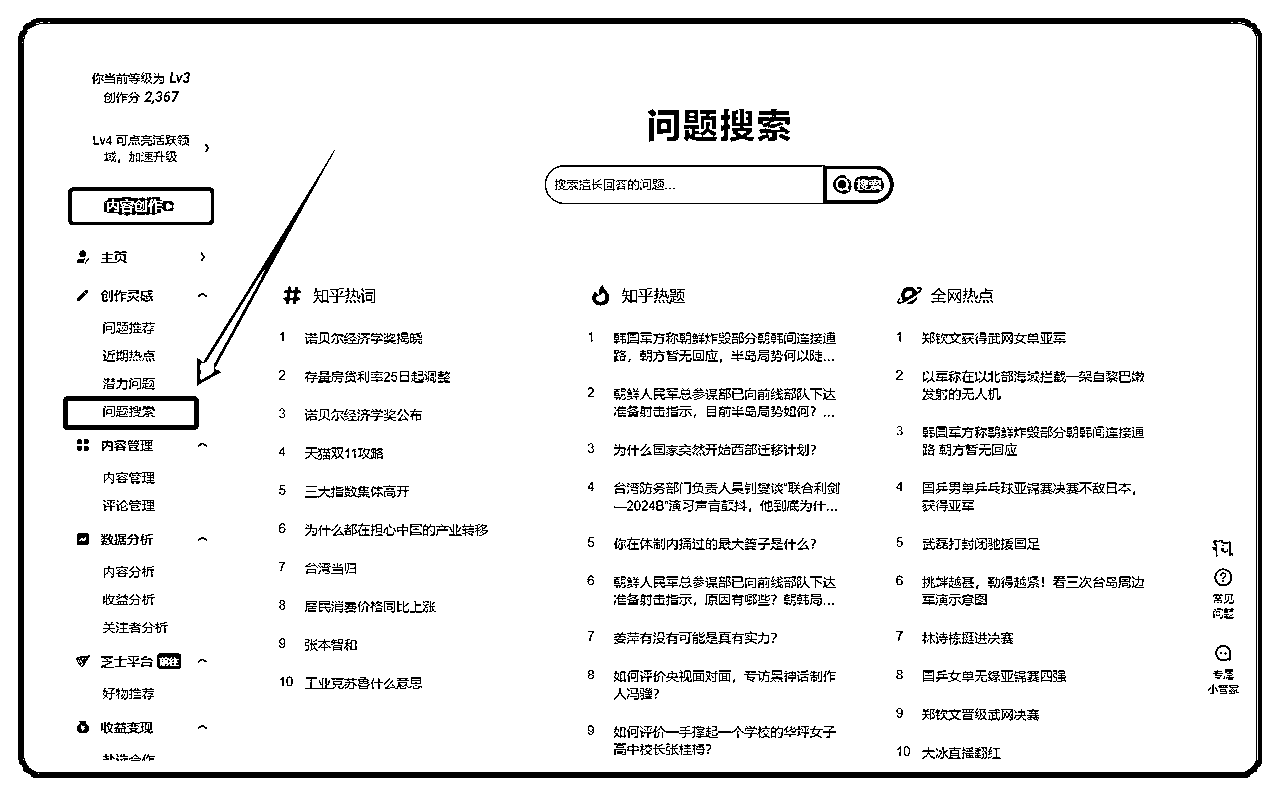 你当前等级为 Lv3
创作分 2,367
Lv4 可点亮活跃领
域，加速升级
内容创作
主页
创作灵感
问题推荐
近期热点
潜力问题
问题搜索
内容管理
内容管理
评论管理
数据分析
内容分析
收益分析
关注者分析
芝士平台 前往
好物推荐
收益变现
问题搜索
搜索擅长回答的问题...
搜索
知乎热词
1 诺贝尔经济学奖揭晓
2 存量房贷利率25日起调整
3 诺贝尔经济学奖公布
4 天猫双11攻略
5 三大指数集体高开
6 为什么都在担心中国的产业转移
7 台湾当归
8 居民消费价格同比上涨
9 张本智和
10 工业克苏鲁什么意思
知乎热题
1 韩国军方称朝鲜炸毁部分朝韩间连接通
路，朝方暂无回应，半岛局势何以陡...
2 朝鲜人民军总参谋部已向前线部队下达
准备射击指示，目前半岛局势如何？...
3 为什么国家突然开始西部迁移计划？
4 台湾防务部门负责人员到受谈“联合利剑
—2024B”演习声音鼓抖，他到底为什...
5 你在体制内捅过的最大篓子是什么？
6 朝鲜人民军总参谋部已向前线部队下达
准备射击指示，原因有哪些？朝韩局...
7 姜萍有没有可能是真有实力？
8 如何评价央视面对面，专访黑神话制作
人冯骥？
9 如何评价一手撑起一个学校的华坪女子
高中校长张桂梅？
全网热点
1 郑钦文获得武网女单亚军
2 以军称在以北部海域拦截一架自黎巴嫩
发射的无人机
3 韩国军方称朝鲜炸毁部分朝韩间连接通
路 朝方暂无回应
4 国乒男单乒乓球亚锦赛决赛不敌日本，
获得亚军
5 武磊打封闭驰援国足
6 挑衅越甚，勒得越紧！看三次台岛周边
军演示意图
7 林诗栋挺进决赛
8 国乒女单无缘亚锦赛四强
9 郑钦文晋级武网决赛
10 大冰直播翻红
常见
问题
专属
小管家